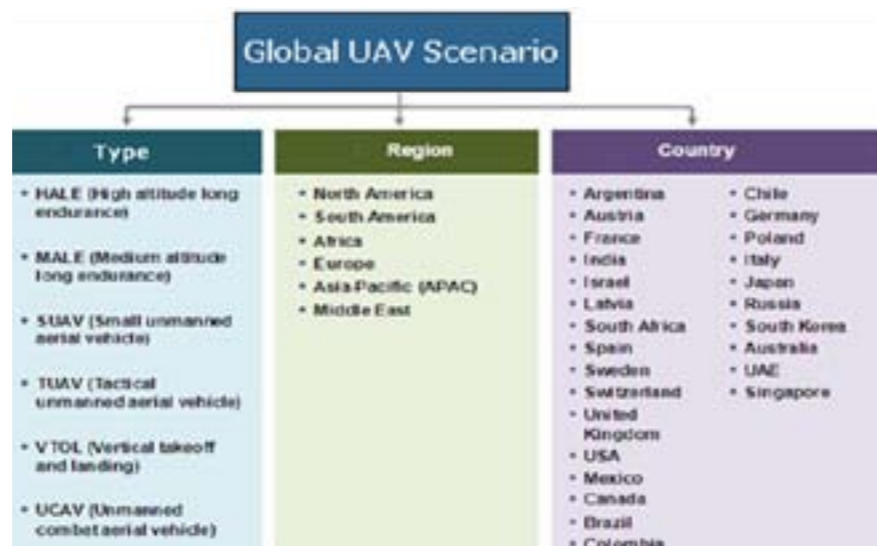 Global UAV Scenario
Type
• HALE (High altitude long
endurance)
• MALE (Medium altitude
long endurance)
• SUAV (Small unmanned
aerial vehicle)
• TUAV (Tactical
unmanned aerial vehicle)
• VTOL (Vertical takeoff
and landing)
• UCAV (Unmanned
combet aerial vehicle)
Region
• North America
• South America
• Africa
• Europe
• Asia-Pacific (APAC)
• Middle East
Country
• Argentina
• Austria
• France
• India
• Israel
• Latvia
• South Africa
• Spain
• Sweden
• Switzerland
• United
Kingdom
• USA
• Mexico
• Canada
• Brazil
• Colombia
• Chile
• Germany
• Poland
• Italy
• Japan
• Russia
• South Korea
• Australia
• UAE
• Singapore